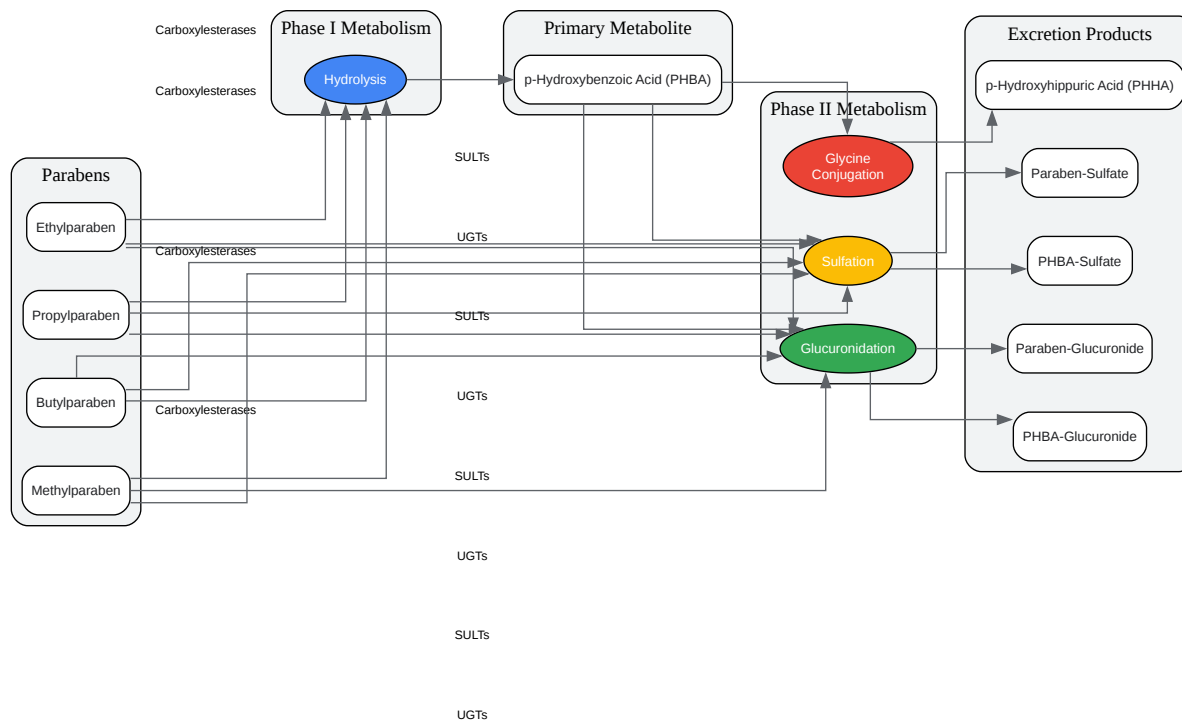 Carboxylesterases
Phase I Metabolism
Primary Metabolite
Excretion Products
Hydrolysis
p-Hydroxybenzoic Acid (PHBA)
p-Hydroxyhippuric Acid (PHHA)
Carboxylesterases
Phase II Metabolism
SULTs
Glycine
Conjugation
Parabens
Paraben-Sulfate
Ethylparaben
UGTs
Carboxylesterases
Sulfation
PHBA-Sulfate
Propylparaben
SULTs
Glucuronidation
Paraben-Glucuronide
Butylparaben
UGTs
Carboxylesterases
PHBA-Glucuronide
SULTs
Methylparaben
UGTs
SULTs
UGTs